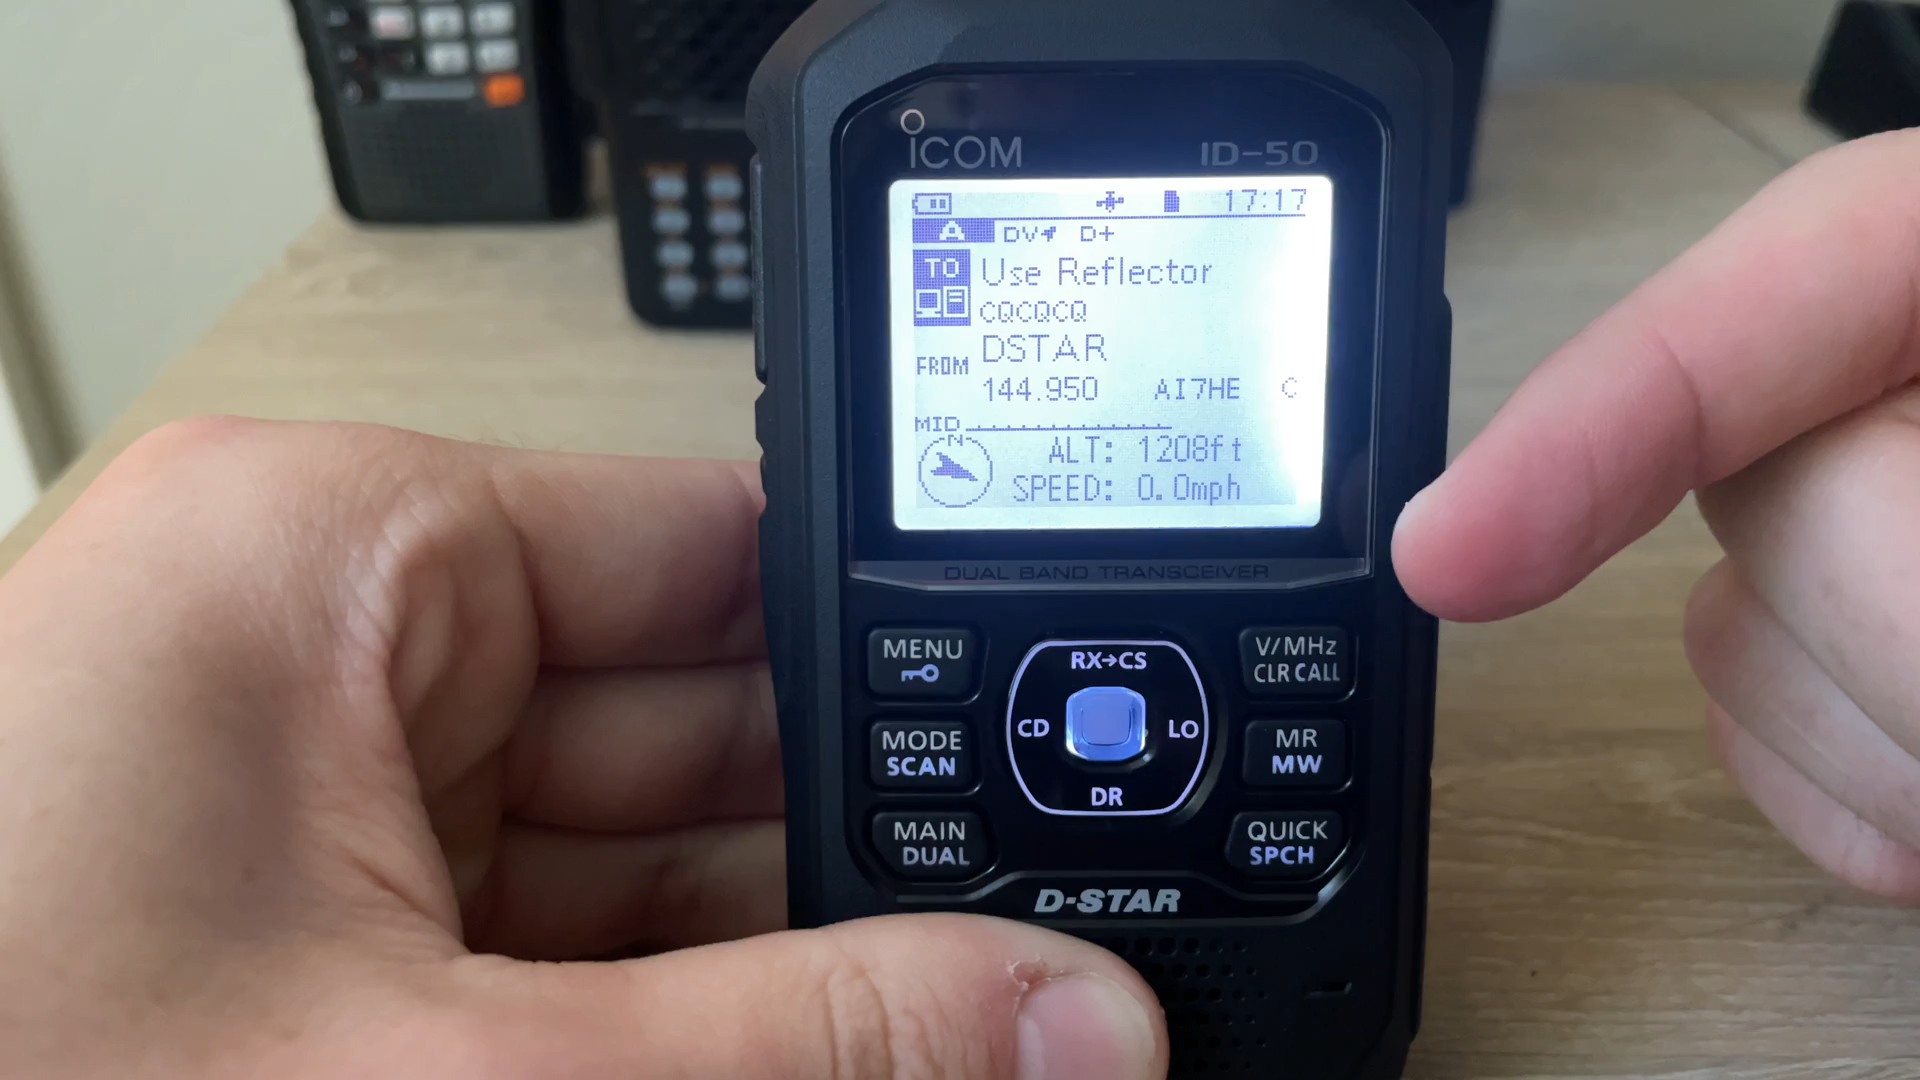 ICOM ID-50
17:17
A DV D+
TO Use Reflector
CQCQCQ
FROM DSTAR
144.950 AI7HE C
MID
N ALT: 1208ft
SPEED: 0.0mph
DUAL BAND TRANSCEIVER
MENU RX→CS V/MHz
CLR CALL
CD LO
MODE MR
SCAN MW
DR
MAIN QUICK
DUAL SPCH
D-STAR